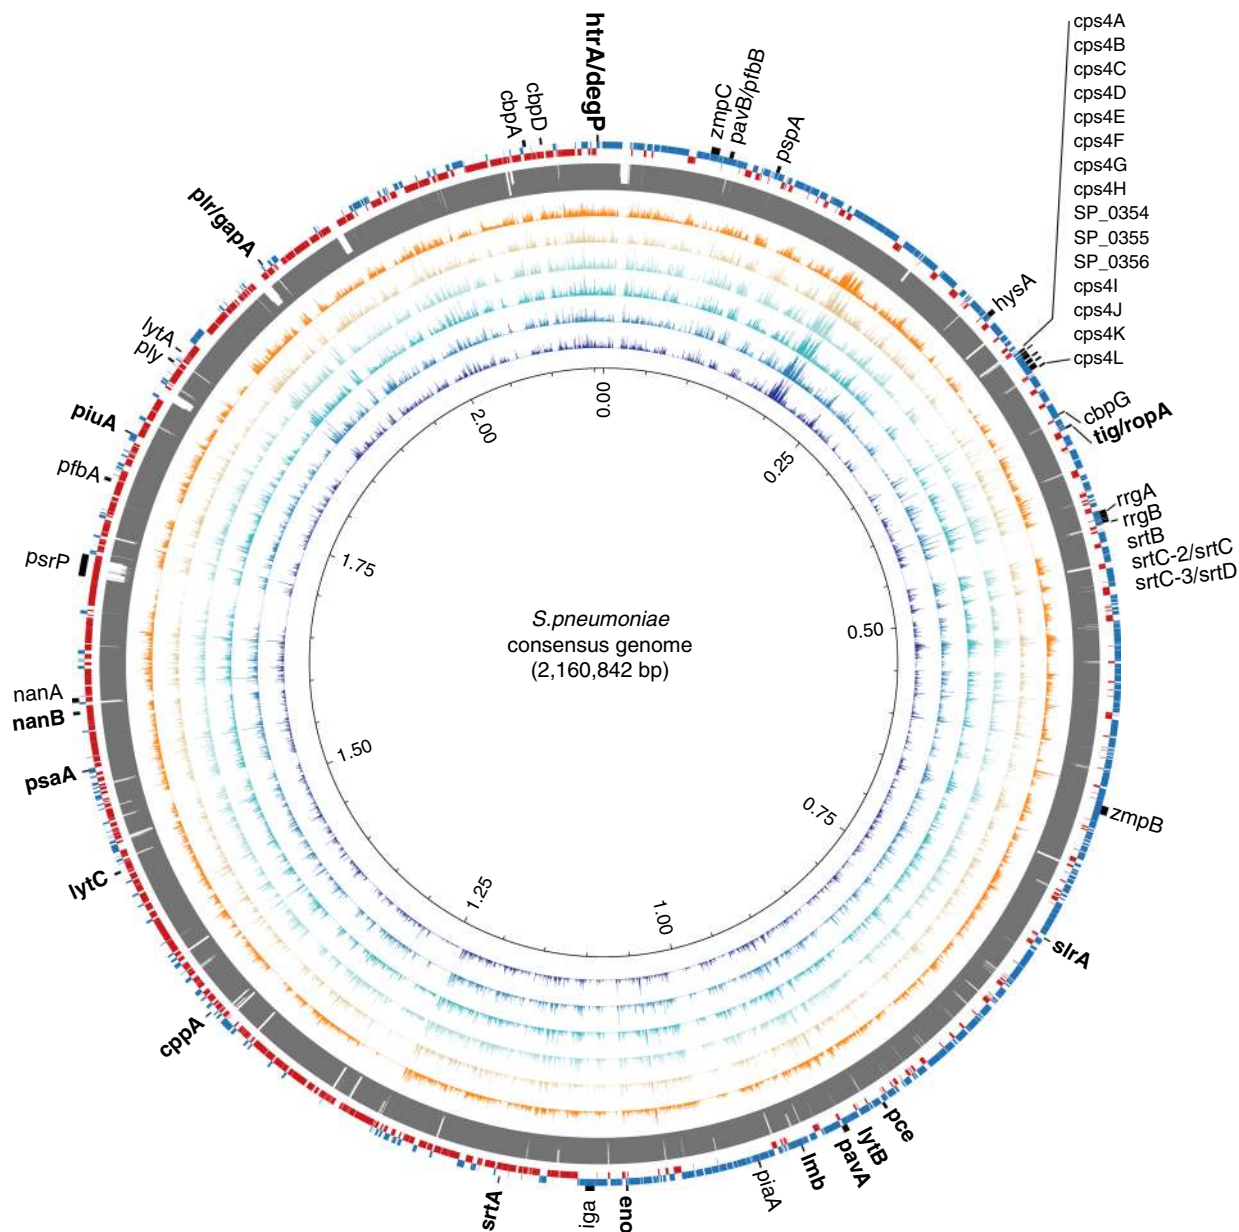 htrA/degP
zmpC
pavB/pfbB
pspA
cps4A
cps4B
cps4C
cps4D
cps4E
cps4F
cps4G
cps4H
SP_0354
SP_0355
SP_0356
cps4I
cps4J
cps4K
cps4L
hysA
cbpG
tig/ropA
rrgA
rrgB
srtB
srtC-2/srtC
srtC-3/srtD
zmpB
slrA
pce
lytB
pavA
lmb
piaA
eno
iga
srtA
cppA
lytC
psaA
nanB
nanA
psrP
pfbA
piuA
ply
lytA
plr/gapA
cbpA
cbpD
0.00
0.25
0.50
0.75
1.00
1.25
1.50
1.75
2.00
S.pneumoniae
consensus genome
(2,160,842 bp)